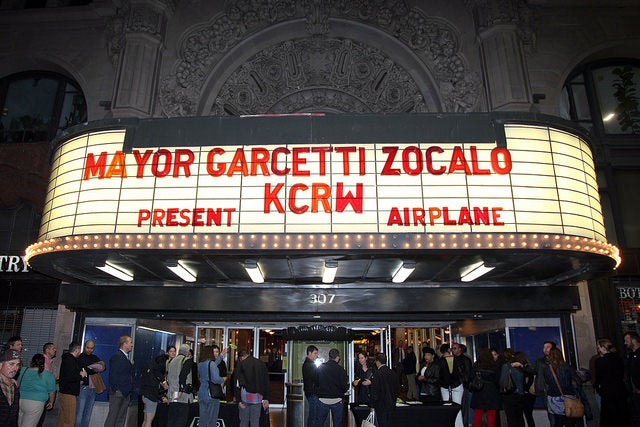 MAYOR GARCETTI ZOCALO
KCRW
PRESENT AIRPLANE
307